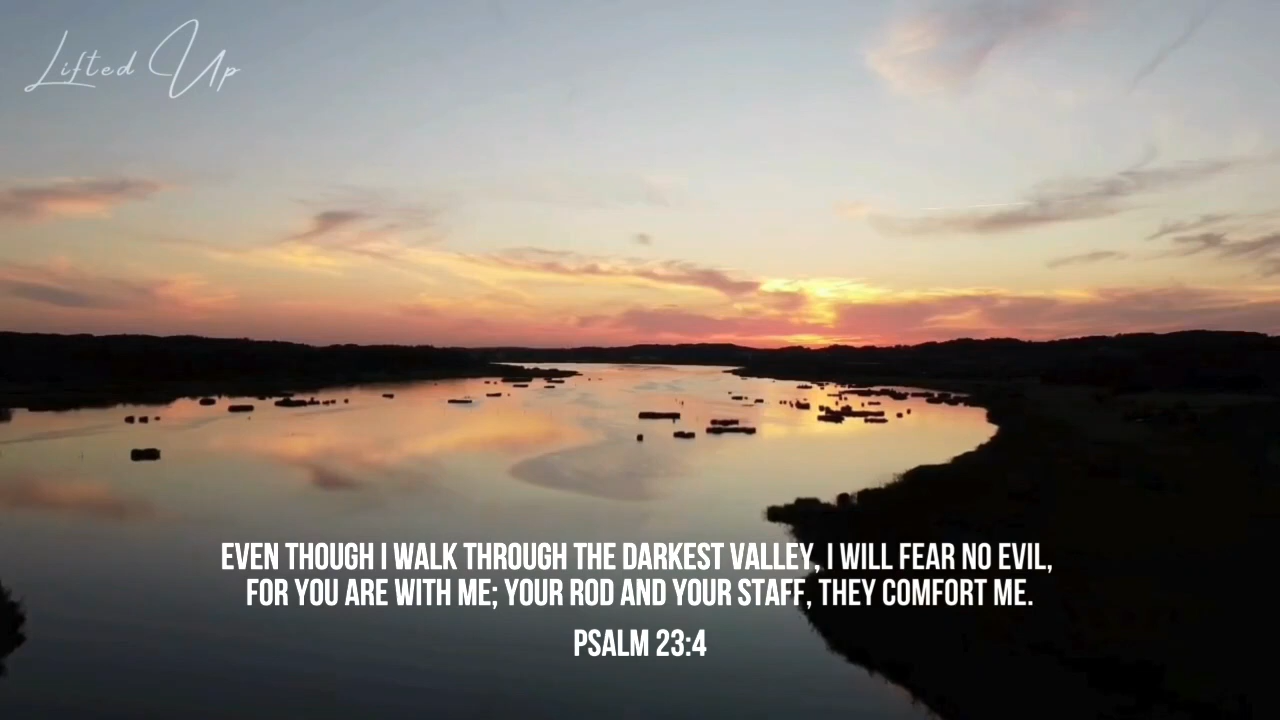 Lifted Up
EVEN THOUGH I WALK THROUGH THE DARKEST VALLEY, I WILL FEAR NO EVIL,
FOR YOU ARE WITH ME; YOUR ROD AND YOUR STAFF, THEY COMFORT ME.
PSALM 23:4